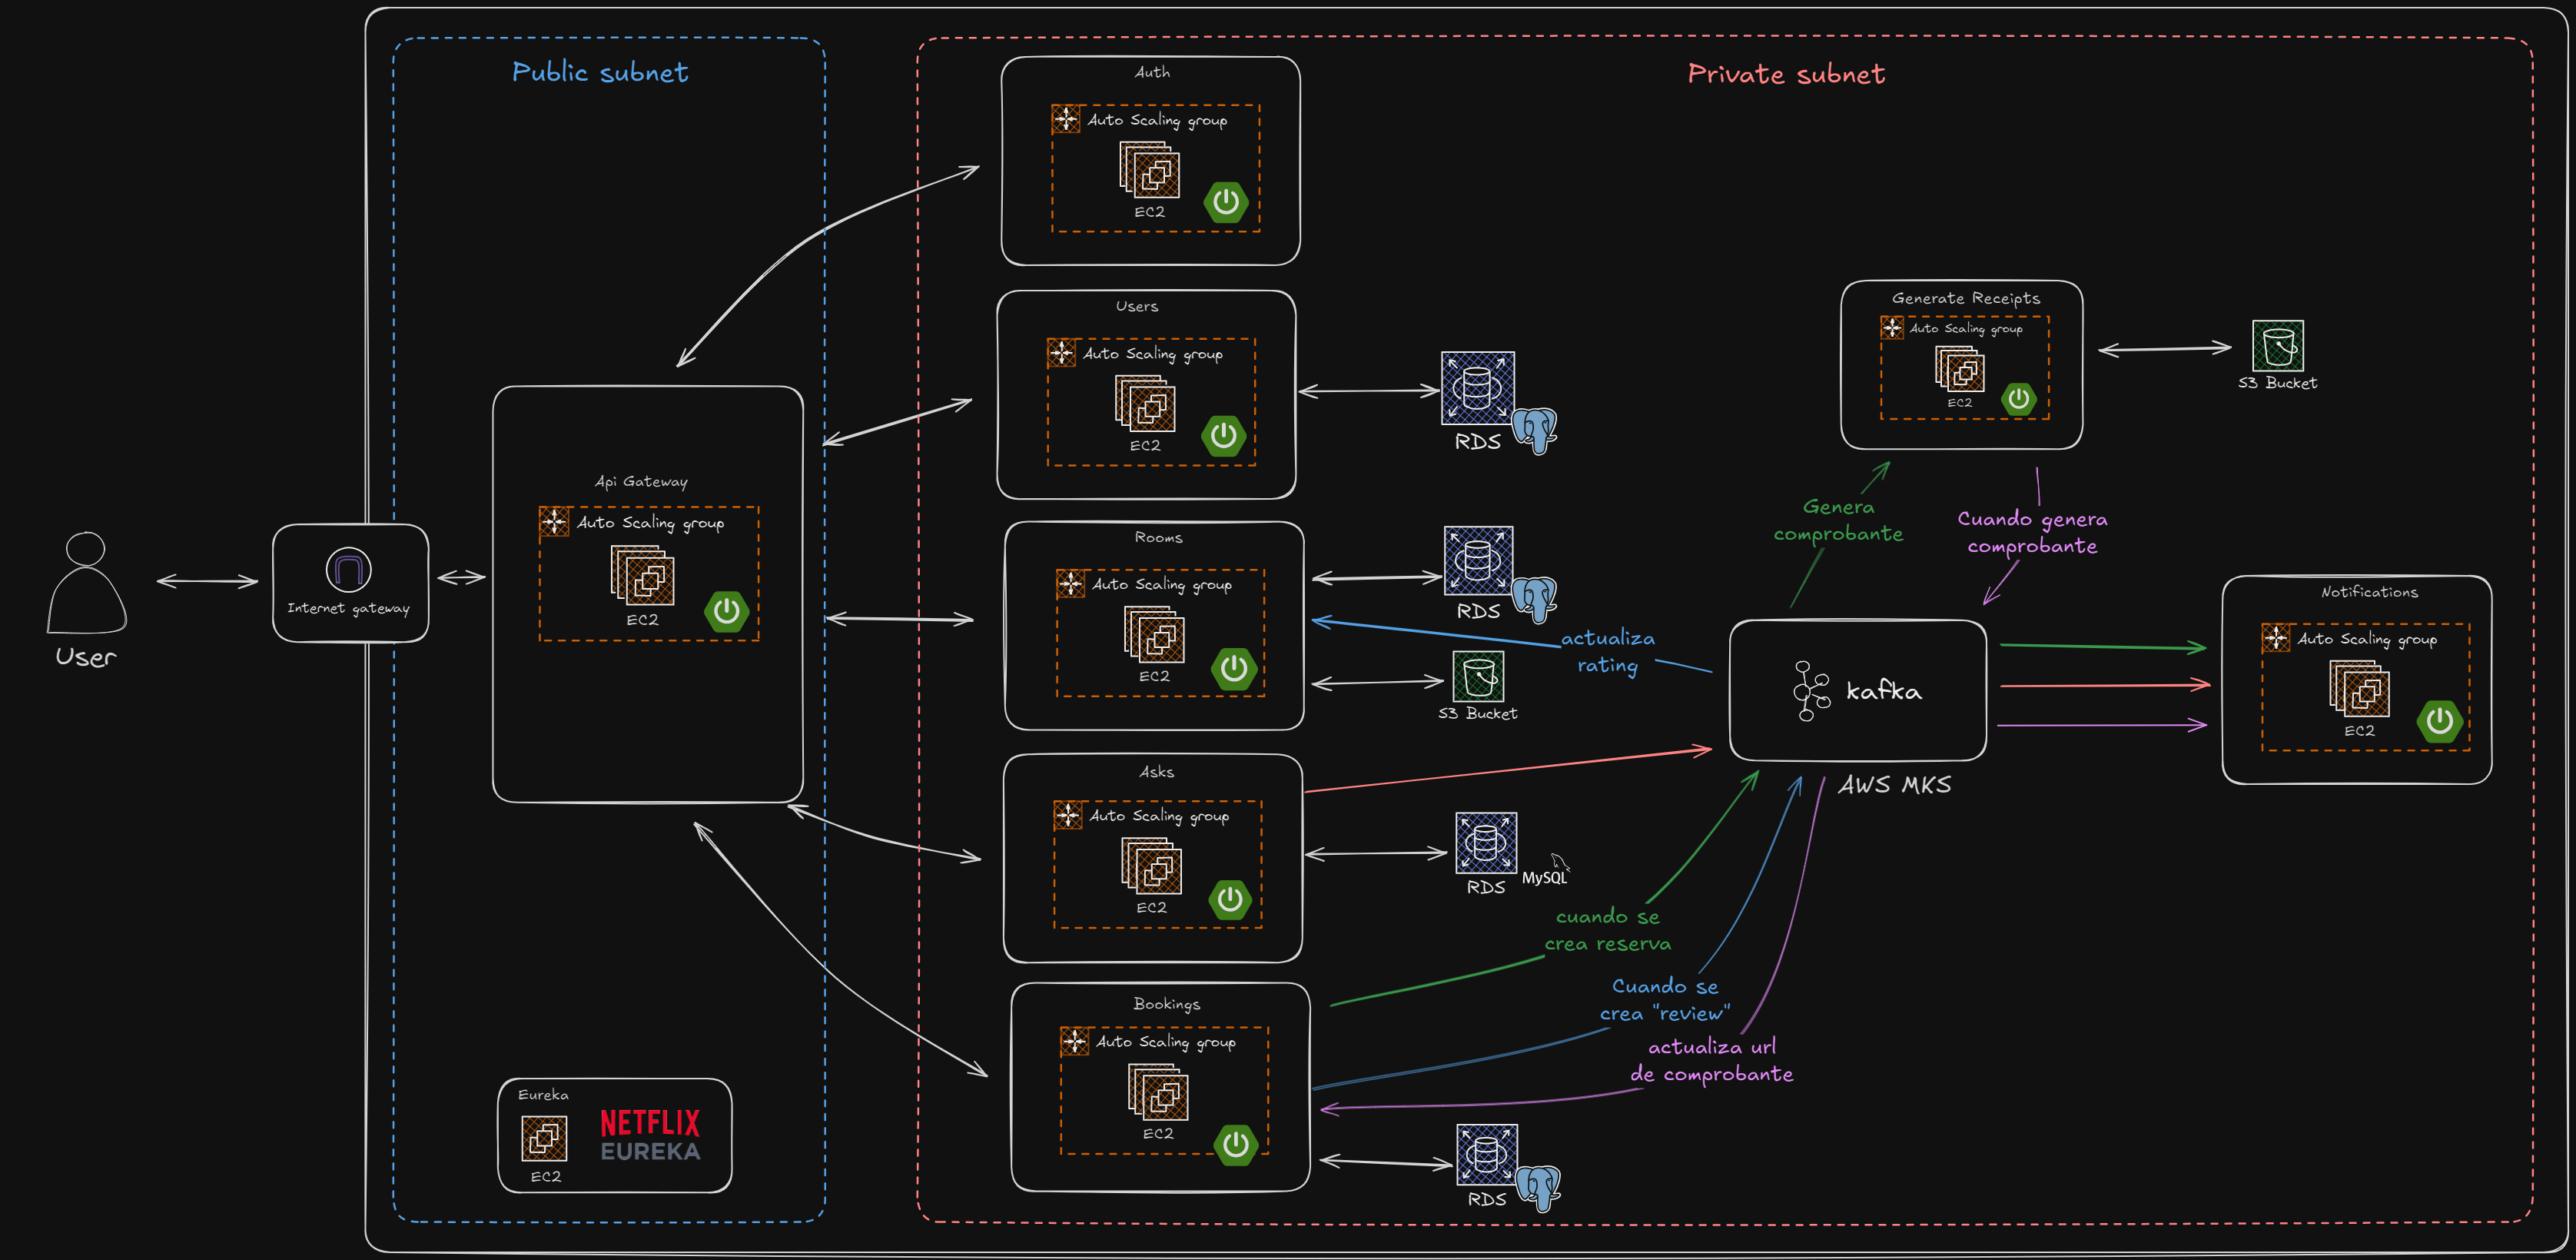 Public subnet
Private subnet
Auth
Auto Scaling group
EC2
Users
Auto Scaling group
EC2
RDS
Generate Receipts
Auto Scaling group
EC2
S3 Bucket
Api Gateway
Auto Scaling group
EC2
User
Internet gateway
Rooms
Auto Scaling group
EC2
RDS
S3 Bucket
actualiza
rating
Genera
comprobante
Cuando genera
comprobante
kafka
AWS MKS
Notifications
Auto Scaling group
EC2
Asks
Auto Scaling group
EC2
RDS
MySQL
cuando se
crea reserva
Cuando se
crea "review"
actualiza url
de comprobante
Bookings
Auto Scaling group
EC2
RDS
Eureka
EC2
NETFLIX
EUREKA